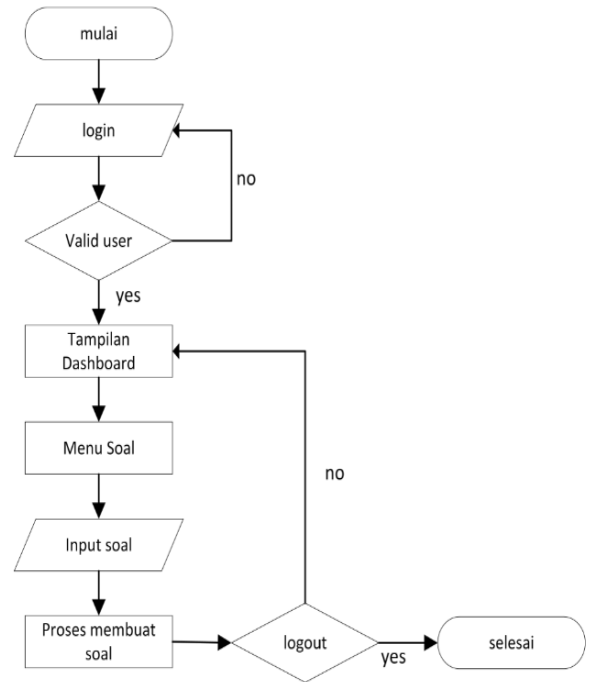 mulai
login
no
Valid user
yes
Tampilan
Dashboard
Menu Soal
no
Input soal
Proses membuat
soal
logout
yes
selesai